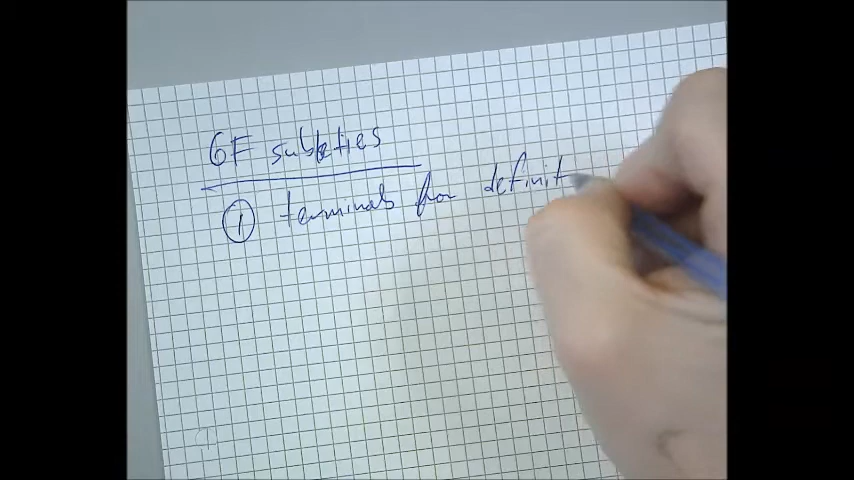 GF subtleties
① terminals for definit